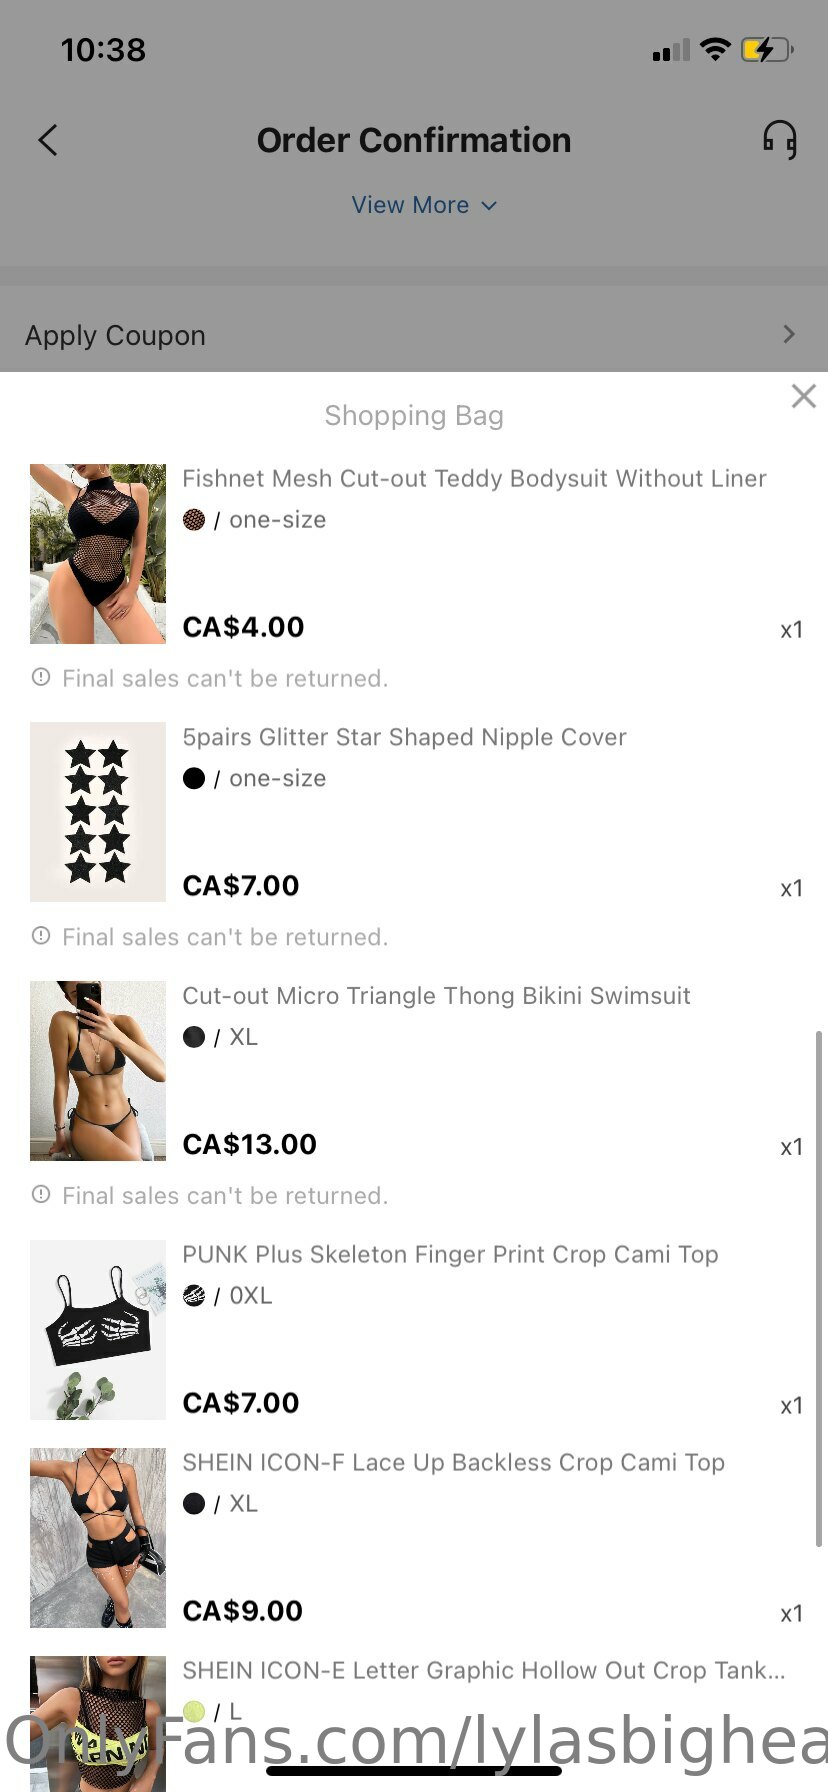 10:38
Order Confirmation
View More
Apply Coupon
Shopping Bag
Fishnet Mesh Cut-out Teddy Bodysuit Without Liner
/ one-size
CA$4.00
x1
Final sales can't be returned.
5pairs Glitter Star Shaped Nipple Cover
/ one-size
CA$7.00
x1
Final sales can't be returned.
Cut-out Micro Triangle Thong Bikini Swimsuit
/ XL
CA$13.00
x1
Final sales can't be returned.
PUNK Plus Skeleton Finger Print Crop Cami Top
/ 0XL
CA$7.00
x1
SHEIN ICON-F Lace Up Backless Crop Cami Top
/ XL
CA$9.00
x1
SHEIN ICON-E Letter Graphic Hollow Out Crop Tank...
/ L
OnlyFans.com/lylasbighea